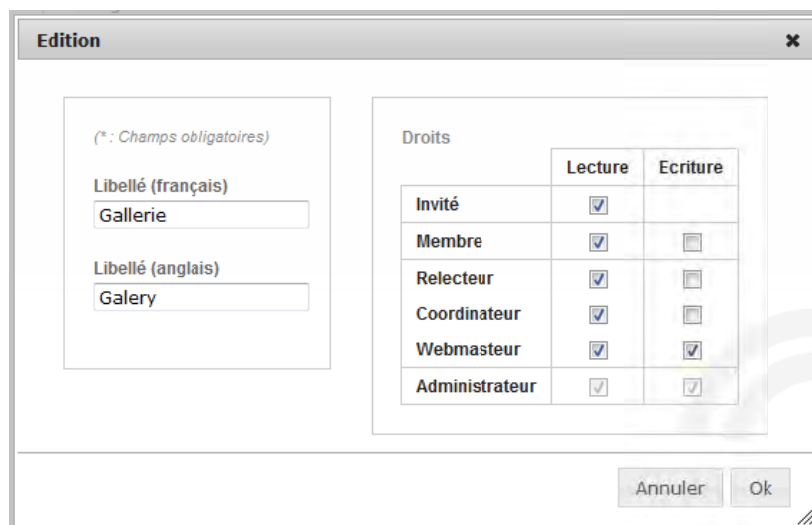 Edition
(* : Champs obligatoires)
Libellé (français)
Gallerie
Libellé (anglais)
Galery
Droits
Lecture Ecriture
Invité
Membre
Relecteur
Coordinateur
Webmasteur
Administrateur
Annuler Ok